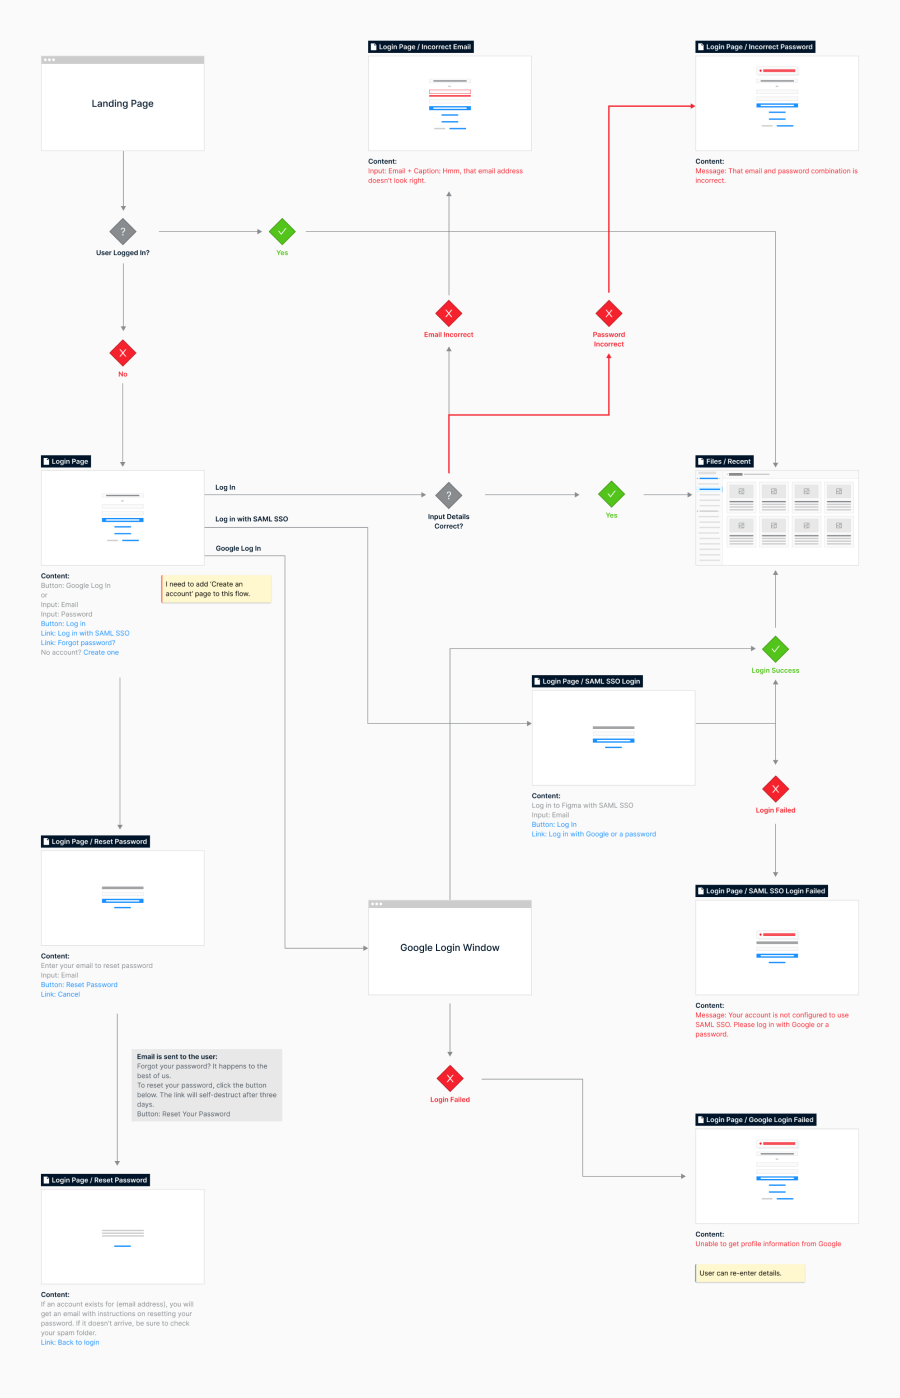 Login Page / Incorrect Email
Login Page / Incorrect Password
Landing Page
Content:
Input: Email + Caption: Hmm, that email address
doesn't look right.
Content:
Message: That email and password combination is
incorrect.
User Logged In?
Yes
Email Incorrect
Password
Incorrect
No
Login Page
Files / Recent
Log In
Input Details
Correct?
Yes
Log in with SAML SSO
Google Log In
Content:
Button: Google Log In
or
Input: Email
Input: Password
Button: Log in
Link: Log in with SAML SSO
Link: Forgot password?
No account? Create one
I need to add 'Create an
account' page to this flow.
Login Success
Login Page / SAML SSO Login
Content:
Log in to Figma with SAML SSO
Input: Email
Button: Log In
Link: Log in with Google or a password
Login Failed
Login Page / Reset Password
Content:
Enter your email to reset password
Input: Email
Button: Reset Password
Link: Cancel
Login Page / SAML SSO Login Failed
Content:
Message: Your account is not configured to use
SAML SSO. Please log in with Google or a
password.
Google Login Window
Email is sent to the user:
Forgot your password? It happens to the
best of us.
To reset your password, click the button
below. The link will self-destruct after three
days.
Button: Reset Your Password
Login Failed
Login Page / Google Login Failed
Content:
Unable to get profile information from Google
User can re-enter details.
Login Page / Reset Password
Content:
If an account exists for (email address), you will
get an email with instructions on resetting your
password. If it doesn't arrive, be sure to check
your spam folder.
Link: Back to login